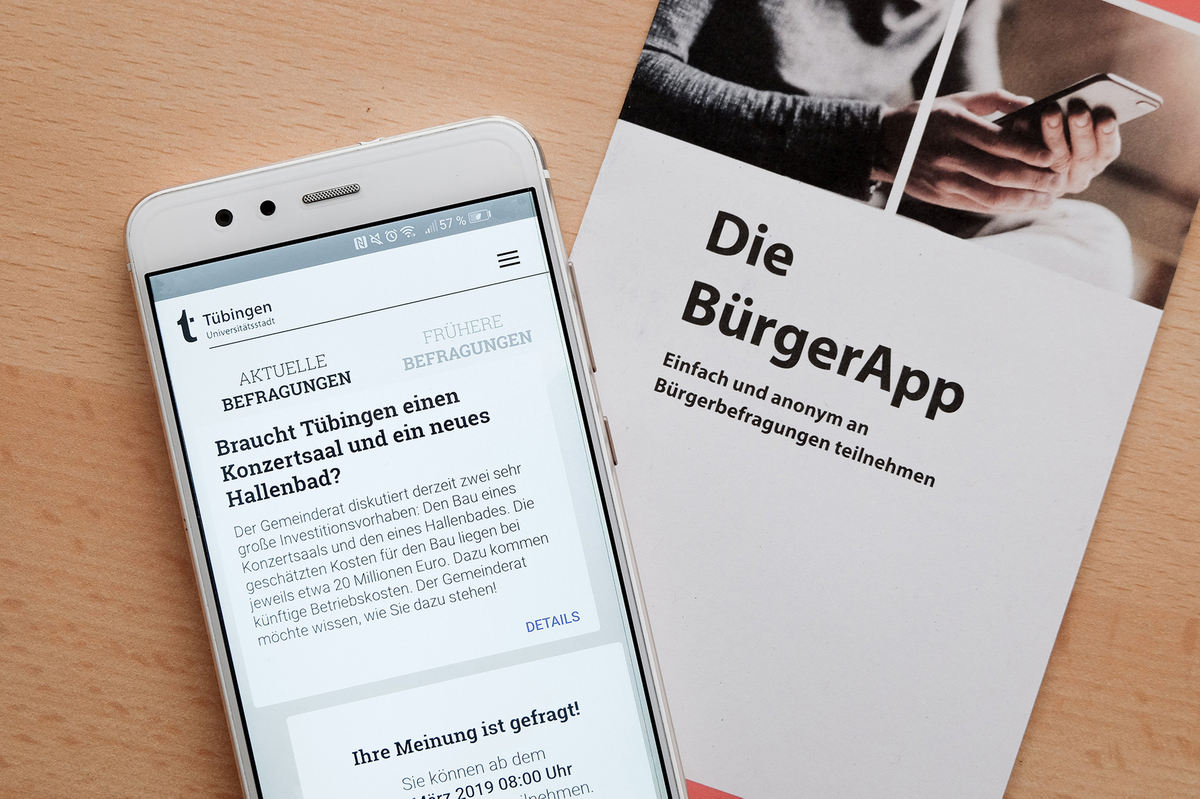 57 %
Tübingen
Universitätsstadt
AKTUELLE
BEFRAGUNGEN
FRÜHERE
BEFRAGUNGEN
Braucht Tübingen einen
Konzertsaal und ein neues
Hallenbad?
Der Gemeinderat diskutiert derzeit zwei sehr
große Investitionsvorhaben: Den Bau eines
Konzertsaals und den eines Hallenbades. Die
geschätzten Kosten für den Bau liegen bei
jeweils etwa 20 Millionen Euro. Dazu kommen
künftige Betriebskosten. Der Gemeinderat
möchte wissen, wie Sie dazu stehen!
DETAILS
Ihre Meinung ist gefragt!
Sie können ab dem
März 2019 08:00 Uhr
teilnehmen.
Die
BürgerApp
Einfach und anonym an
Bürgerbefragungen teilnehmen